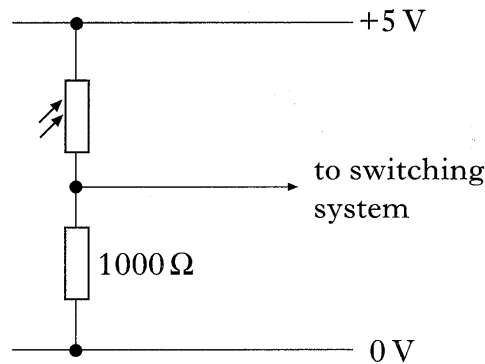 +5 V
to switching
system
1000 Ω
0 V